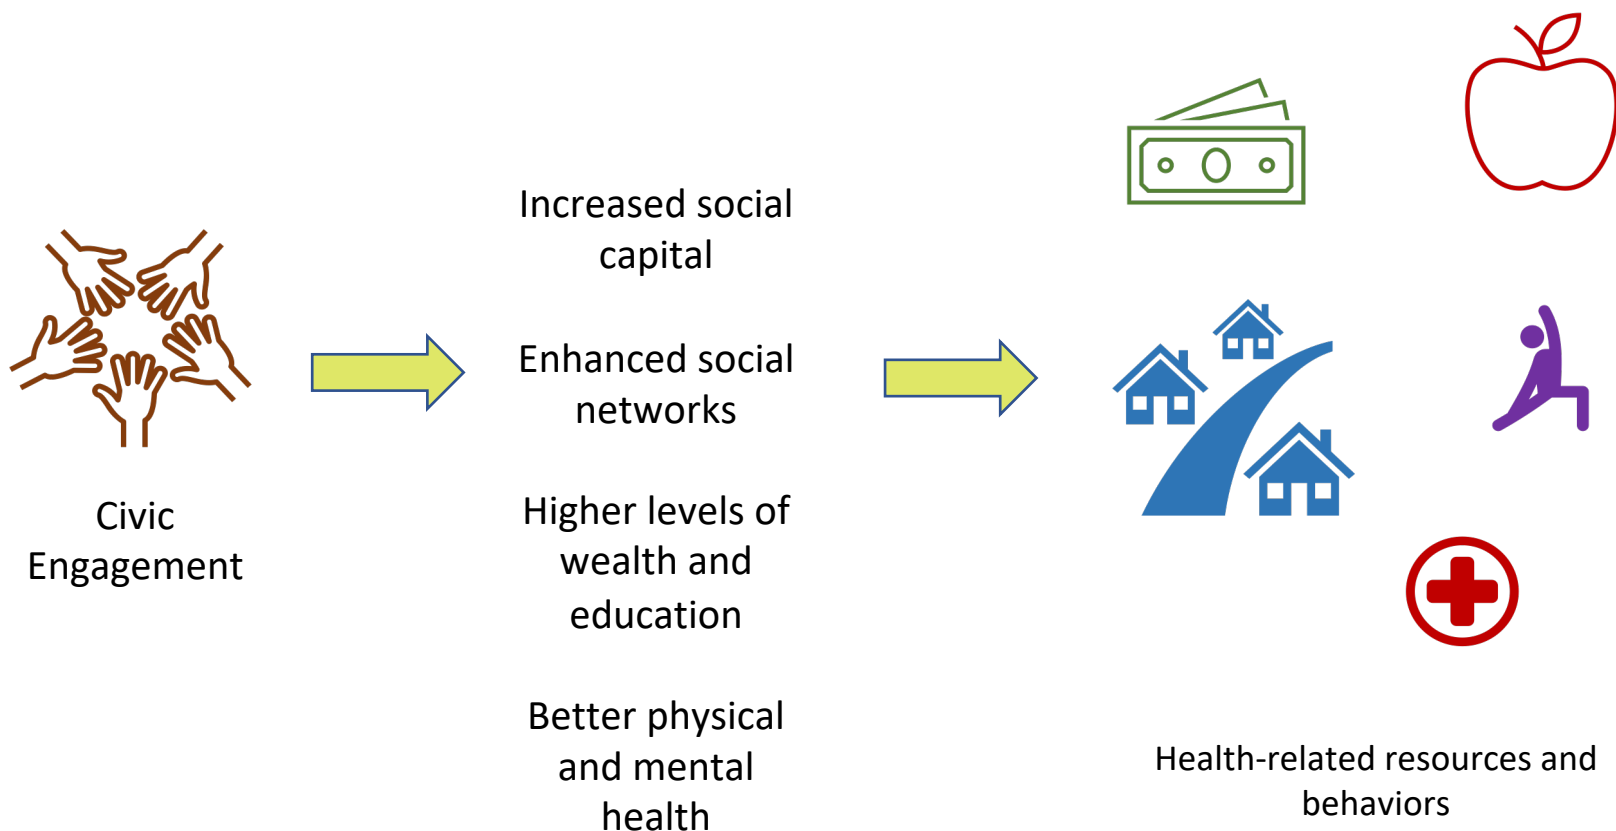 Civic
Engagement
Increased social
capital
Enhanced social
networks
Higher levels of
wealth and
education
Better physical
and mental
health
Health-related resources and
behaviors